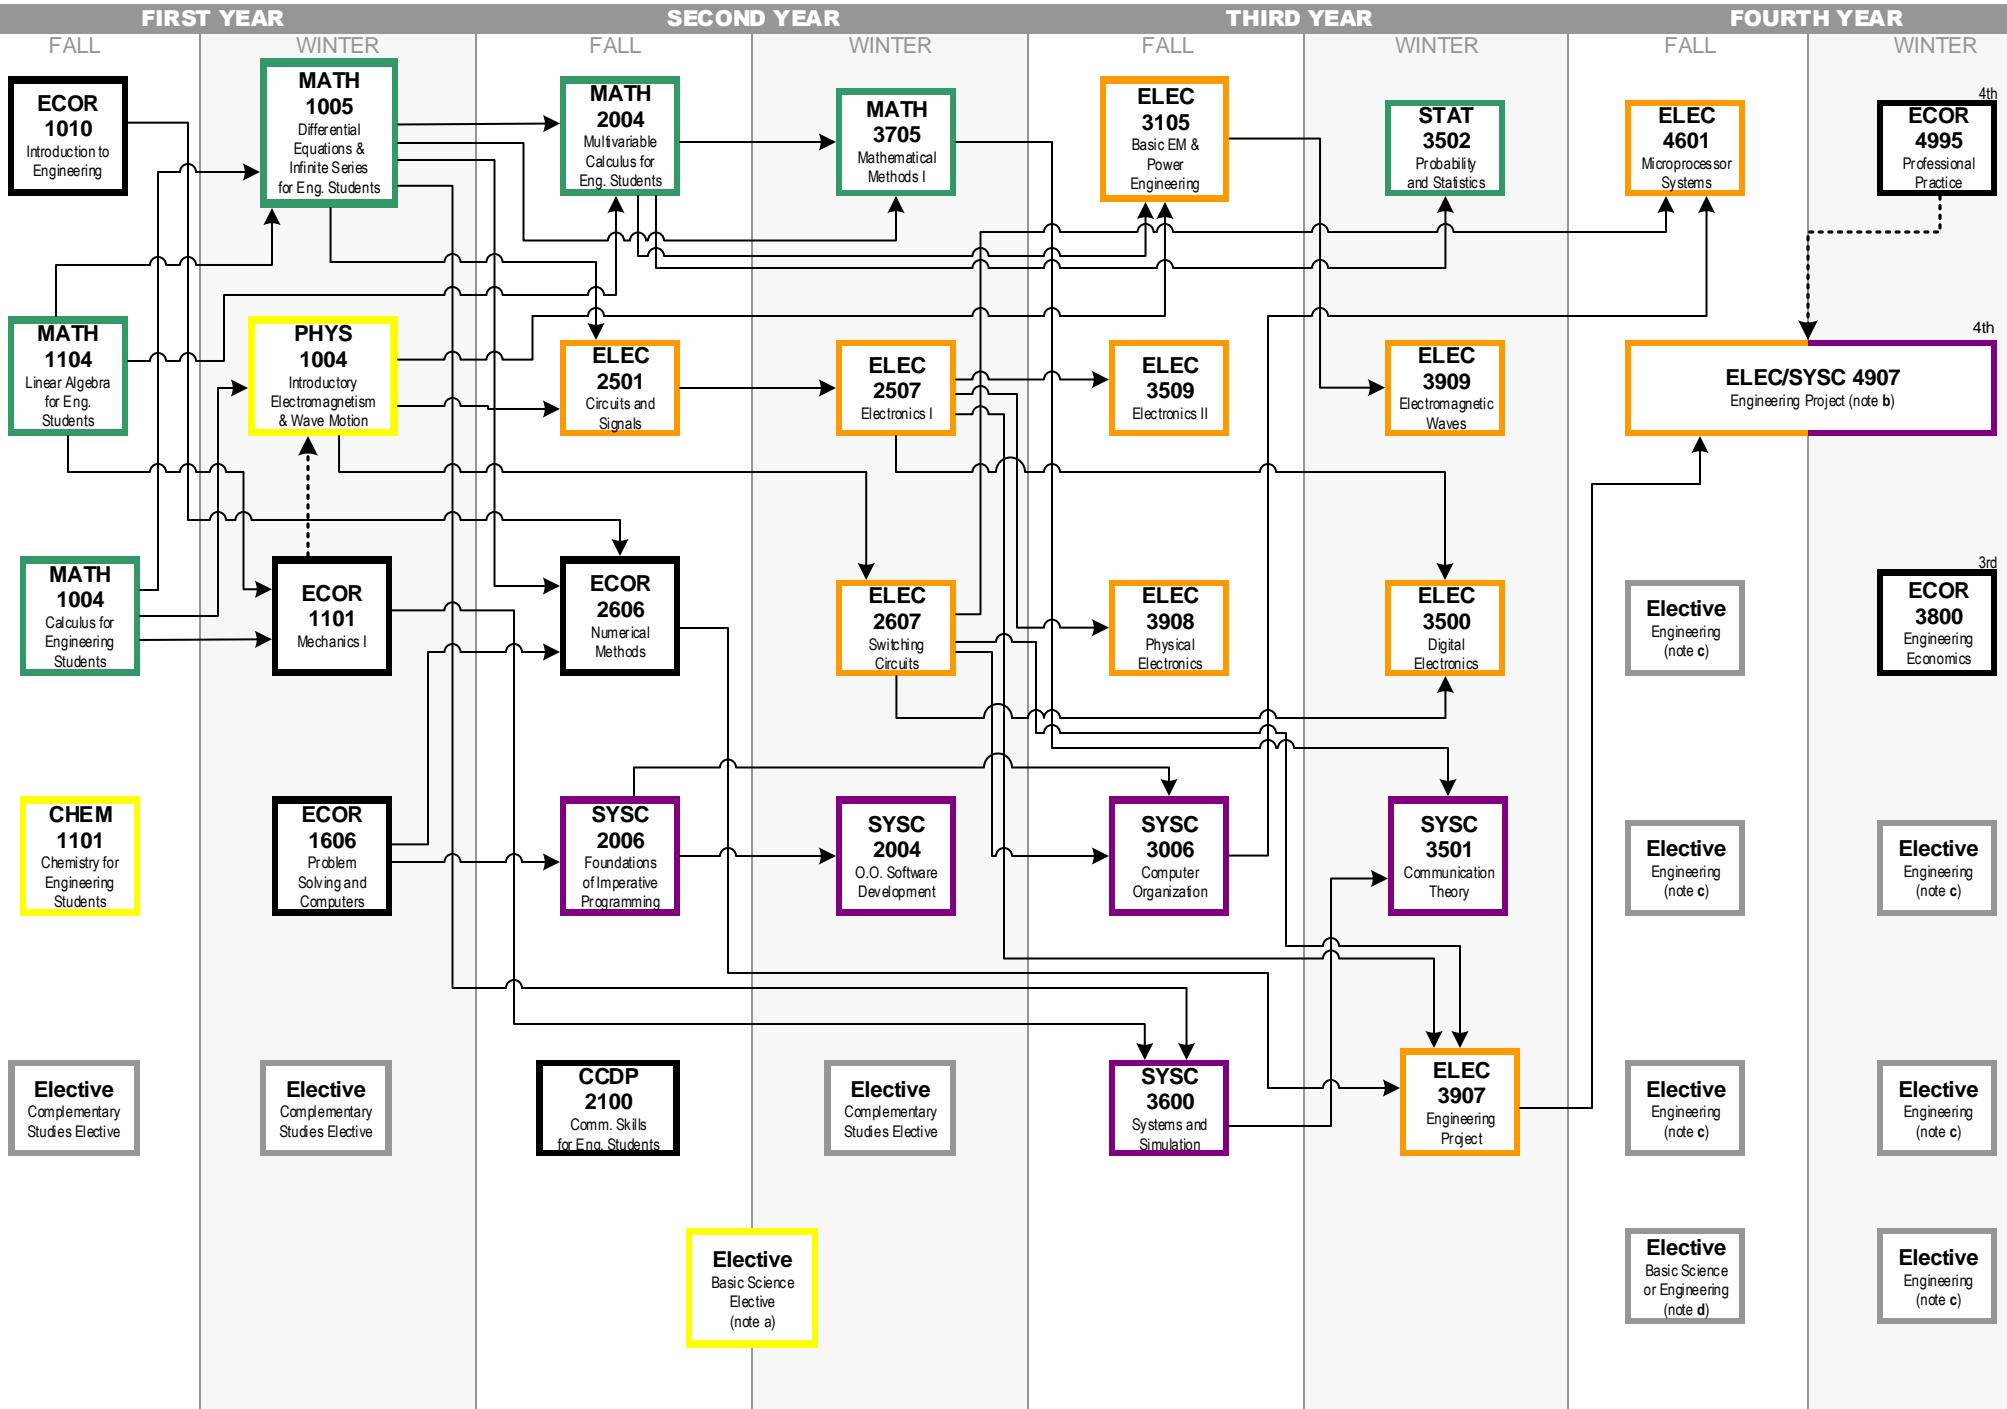 FIRST YEAR
SECOND YEAR
THIRD YEAR
FOURTH YEAR
FALL
WINTER
FALL
WINTER
FALL
WINTER
FALL
WINTER
ECOR
1010
Introduction to
Engineering
MATH
1005
Differential
Equations &
Infinite Series
for Eng. Students
MATH
2004
Multivariable
Calculus for
Eng. Students
MATH
3705
Mathematical
Methods I
ELEC
3105
Basic EM &
Power
Engineering
STAT
3502
Probability
and Statistics
ELEC
4601
Microprocessor
Systems
4th
ECOR
4995
Professional
Practice
MATH
1104
Linear Algebra
for Eng.
Students
PHYS
1004
Introductory
Electromagnetism
& Wave Motion
ELEC
2501
Circuits and
Signals
ELEC
2507
Electronics I
ELEC
3509
Electronics II
ELEC
3909
Electromagnetic
Waves
4th
ELEC/SYSC 4907
Engineering Project (note b)
MATH
1004
Calculus for
Engineering
Students
ECOR
1101
Mechanics I
ECOR
2606
Numerical
Methods
ELEC
2607
Switching
Circuits
ELEC
3908
Physical
Electronics
ELEC
3500
Digital
Electronics
Elective
Engineering
(note c)
3rd
ECOR
3800
Engineering
Economics
CHEM
1101
Chemistry for
Engineering
Students
ECOR
1606
Problem
Solving and
Computers
SYSC
2006
Foundations
of Imperative
Programming
SYSC
2004
O.O. Software
Development
SYSC
3006
Computer
Organization
SYSC
3501
Communication
Theory
Elective
Engineering
(note c)
Elective
Engineering
(note c)
Elective
Complementary
Studies Elective
Elective
Complementary
Studies Elective
CCDP
2100
Comm. Skills
for Eng. Students
Elective
Complementary
Studies Elective
SYSC
3600
Systems and
Simulation
ELEC
3907
Engineering
Project
Elective
Engineering
(note c)
Elective
Engineering
(note c)
Elective
Basic Science
Elective
(note a)
Elective
Basic Science
or Engineering
(note d)
Elective
Engineering
(note c)